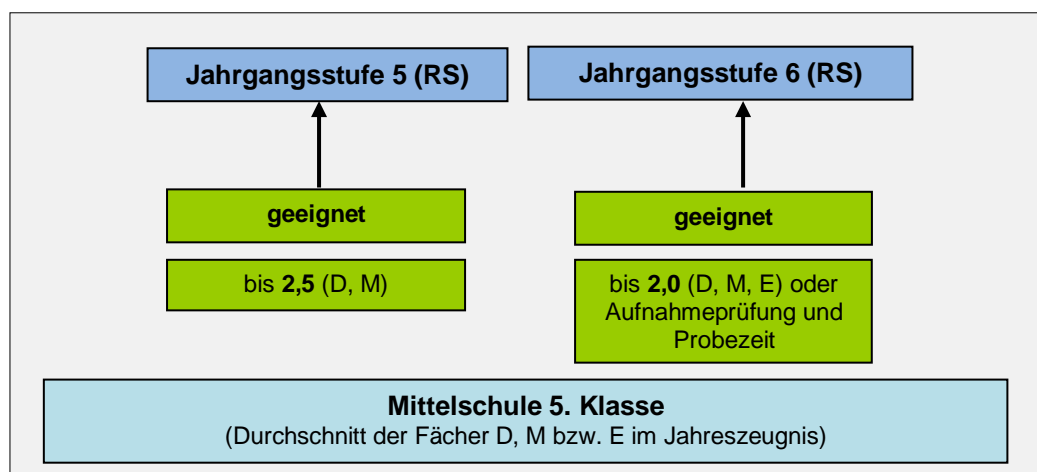 Jahrgangsstufe 5 (RS)
Jahrgangsstufe 6 (RS)
geeignet
geeignet
bis 2,5 (D, M)
bis 2,0 (D, M, E) oder
Aufnahmeprüfung und
Probezeit
Mittelschule 5. Klasse
(Durchschnitt der Fächer D, M bzw. E im Jahreszeugnis)